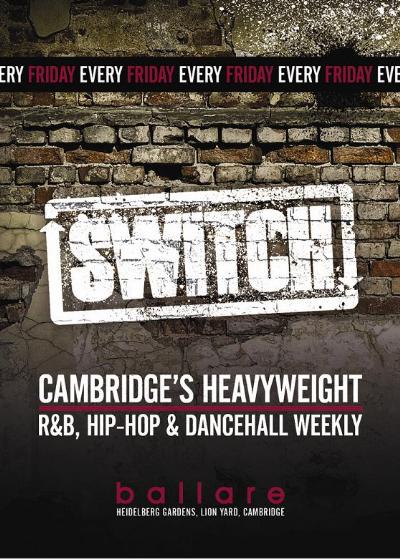 ERY FRIDAY EVERY FRIDAY EVERY FRIDAY EVERY FRIDAY EVE
SWITCH
CAMBRIDGE'S HEAVYWEIGHT
R&B, HIP-HOP & DANCEHALL WEEKLY
ballare
HEIDELBERG GARDENS, LION YARD, CAMBRIDGE